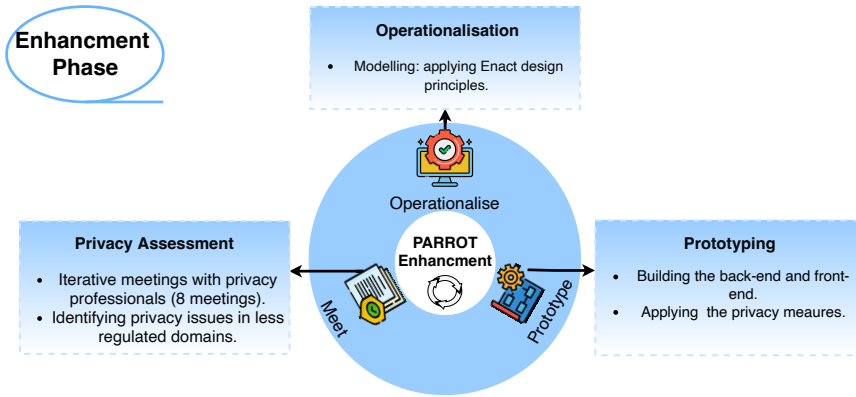 Enhancment
Phase
Operationalisation
• Modelling: applying Enact design
principles.
Operationalise
PARROT
Enhancment
Meet
Prototype
Privacy Assessment
• Iterative meetings with privacy
professionals (8 meetings).
• Identifying privacy issues in less
regulated domains.
Prototyping
• Building the back-end and front-
end.
• Applying the privacy meaures.